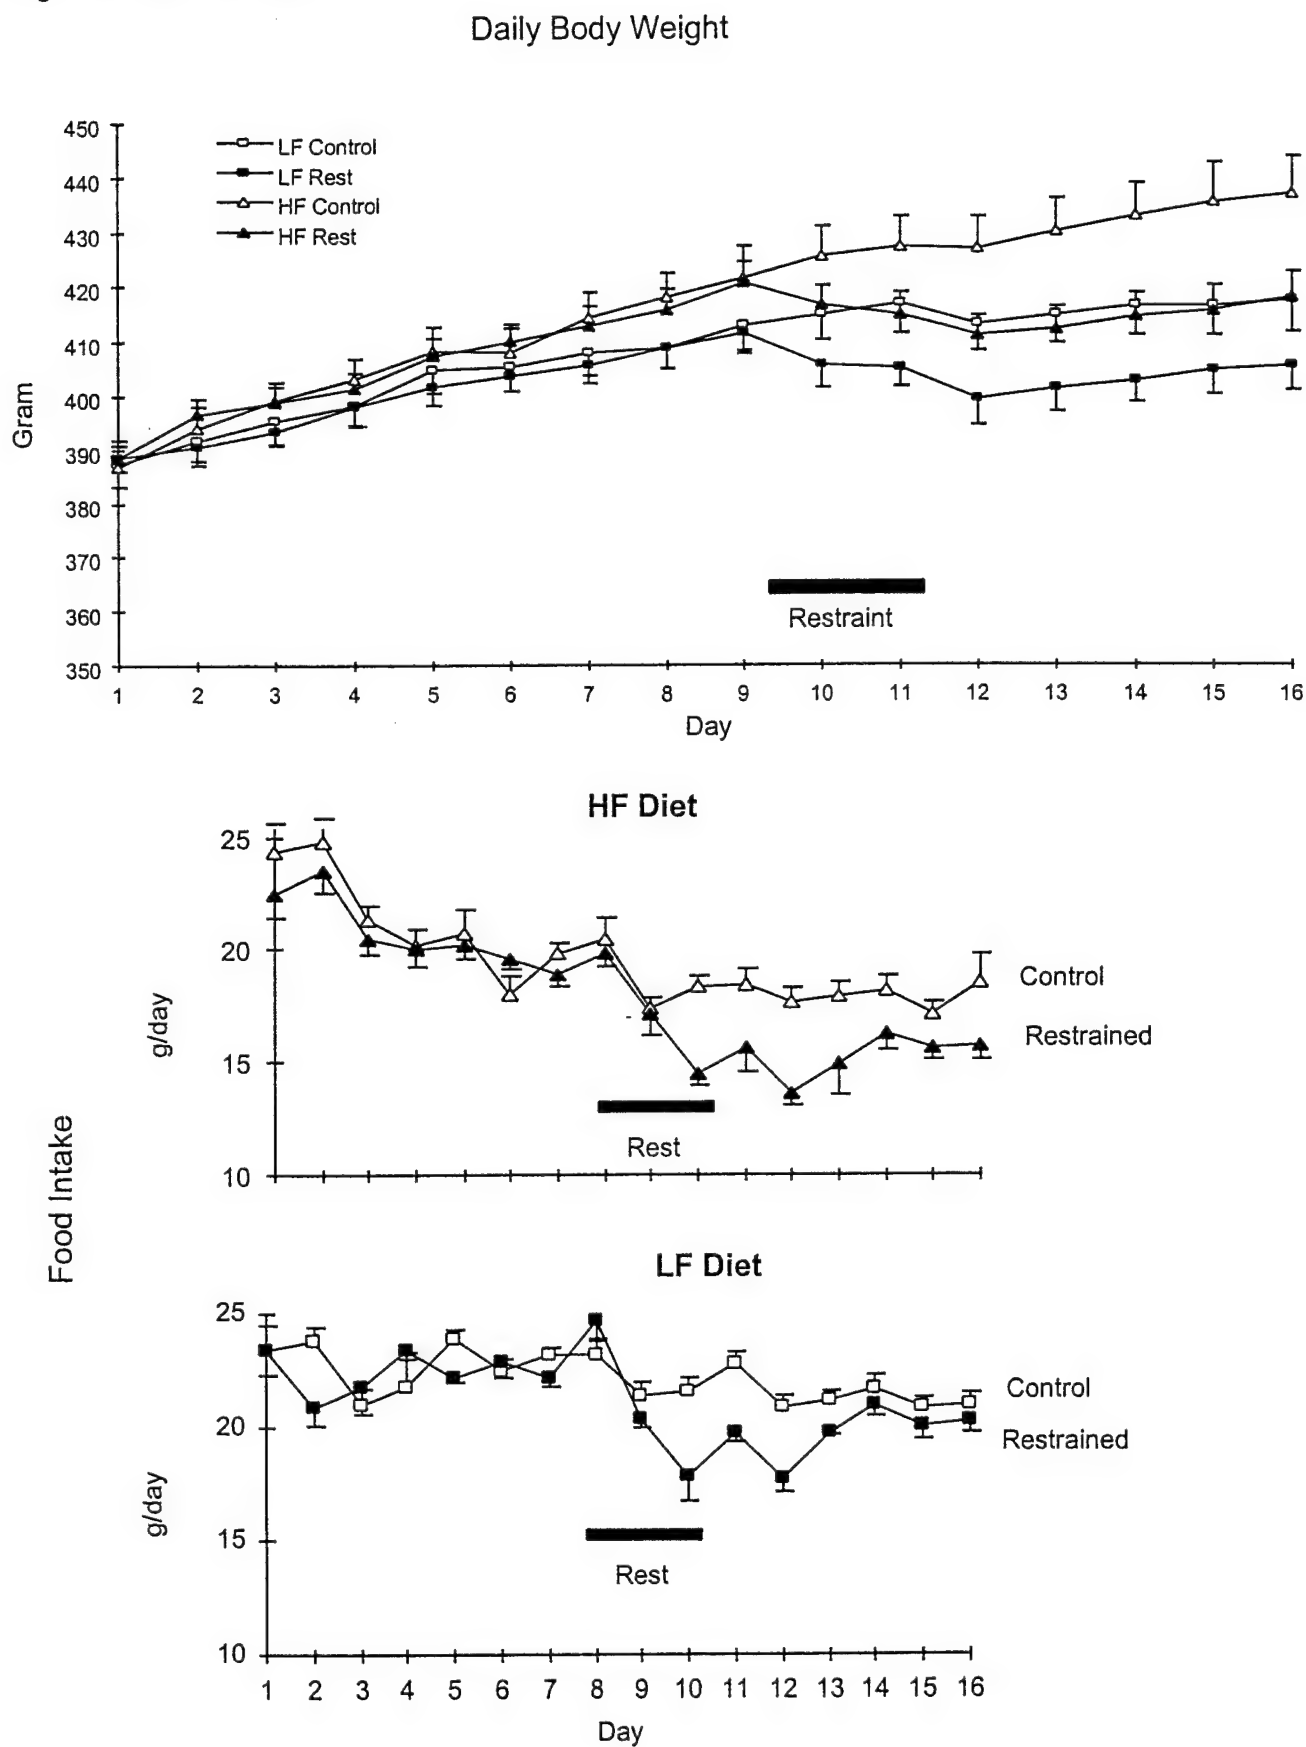 Daily Body Weight
450
440
430
420
410
400
390
380
370
360
350
Gram
LF Control
LF Rest
HF Control
HF Rest
Restraint
1 2 3 4 5 6 7 8 9 10 11 12 13 14 15 16
Day
HF Diet
25
20
15
10
g/day
Control
Restrained
Rest
Food Intake
LF Diet
25
20
15
10
g/day
Control
Restrained
Rest
1 2 3 4 5 6 7 8 9 10 11 12 13 14 15 16
Day